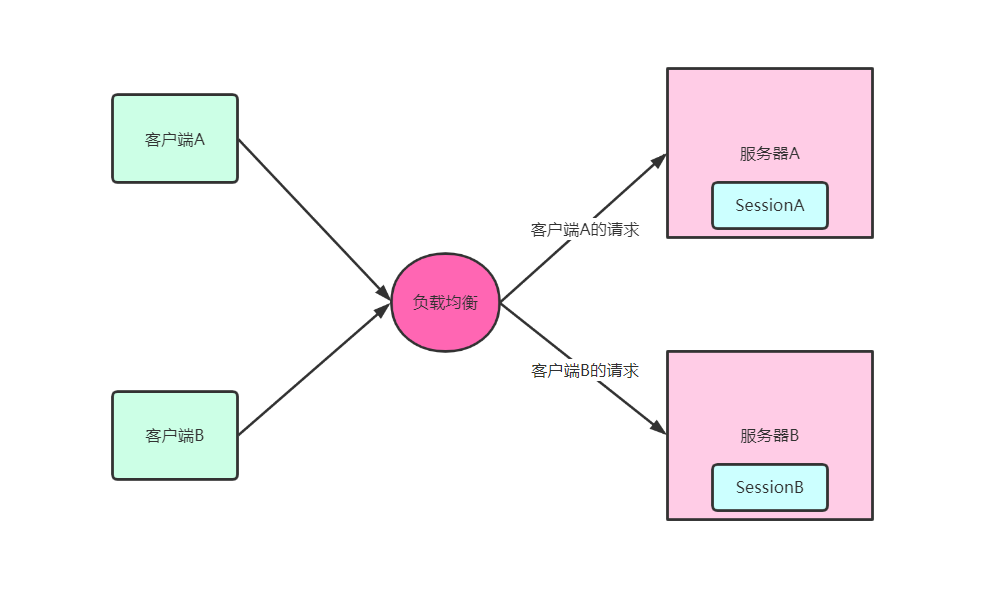 客户端A
客户端B
负载均衡
客户端A的请求
客户端B的请求
服务器A
SessionA
服务器B
SessionB